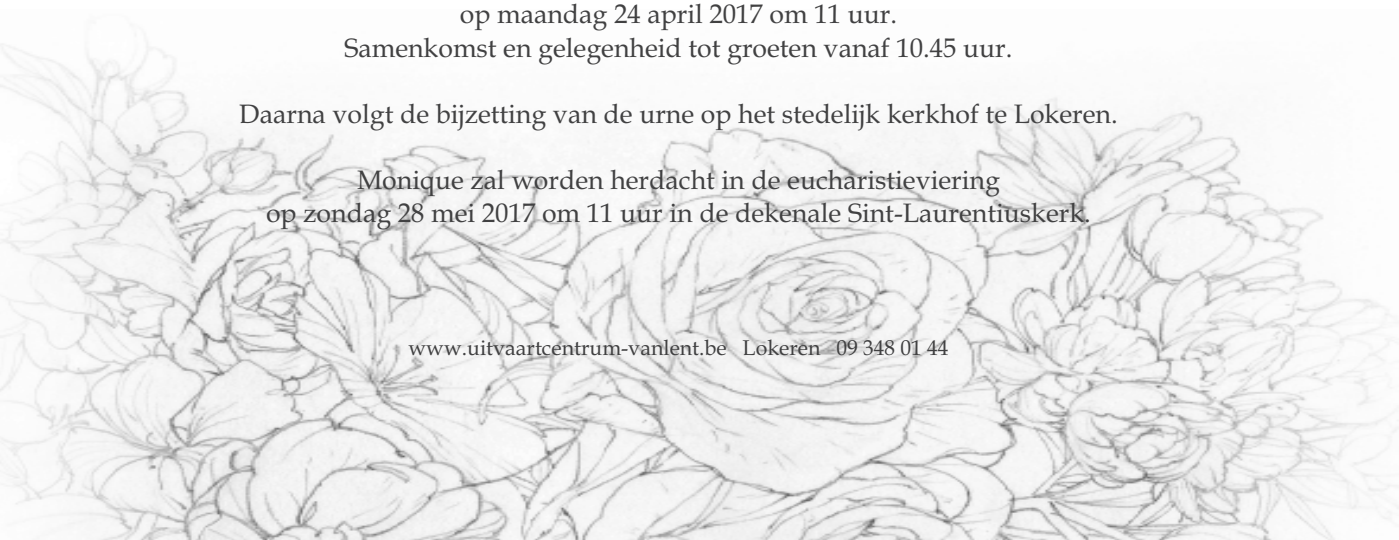 op maandag 24 april 2017 om 11 uur.
Samenkomst en gelegenheid tot groeten vanaf 10.45 uur.
Daarna volgt de bijzetting van de urne op het stedelijk kerkhof te Lokeren.
Monique zal worden herdacht in de eucharistieviering
op zondag 28 mei 2017 om 11 uur in de dekenale Sint-Laurentiuskerk.
www.uitvaartcentrum-vanlent.be Lokeren 09 348 01 44